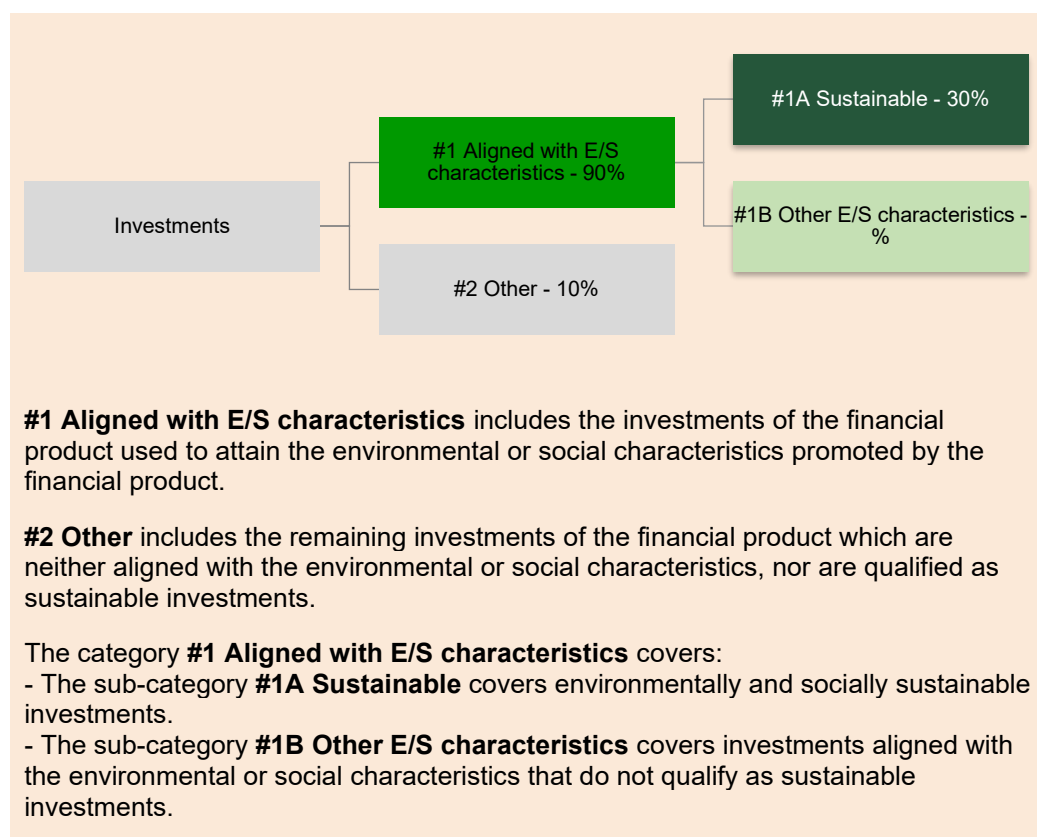 #1A Sustainable - 30%
#1 Aligned with E/S
characteristics - 90%
Investments
#1B Other E/S characteristics -
%
#2 Other - 10%
#1 Aligned with E/S characteristics includes the investments of the financial
product used to attain the environmental or social characteristics promoted by the
financial product.
#2 Other includes the remaining investments of the financial product which are
neither aligned with the environmental or social characteristics, nor are qualified as
sustainable investments.
The category #1 Aligned with E/S characteristics covers:
- The sub-category #1A Sustainable covers environmentally and socially sustainable
investments.
- The sub-category #1B Other E/S characteristics covers investments aligned with
the environmental or social characteristics that do not qualify as sustainable
investments.